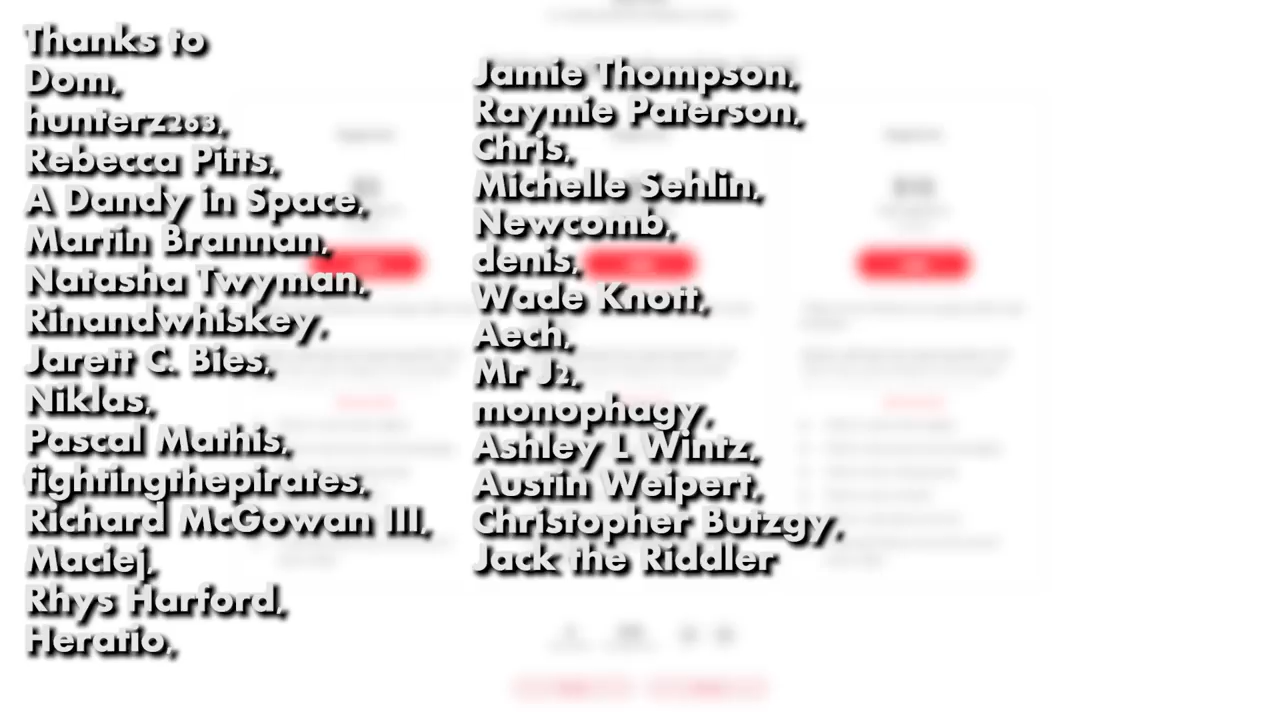 Thanks to
Dom,
hunterz263,
Rebecca Pitts,
A Dandy in Space,
Martin Brannan,
Natasha Twyman,
Rinandwhiskey,
Jarett C. Bies,
Niklas,
Pascal Mathis,
fightingthepirates,
Richard McGowan III,
Maciej,
Rhys Harford,
Heratio,
Jamie Thompson,
Raymie Paterson,
Chris,
Michelle Sehlin,
Newcomb,
denis,
Wade Knott,
Aech,
Mr J2,
monophagy,
Ashley L Wintz,
Austin Weipert,
Christopher Butzgy,
Jack the Riddler